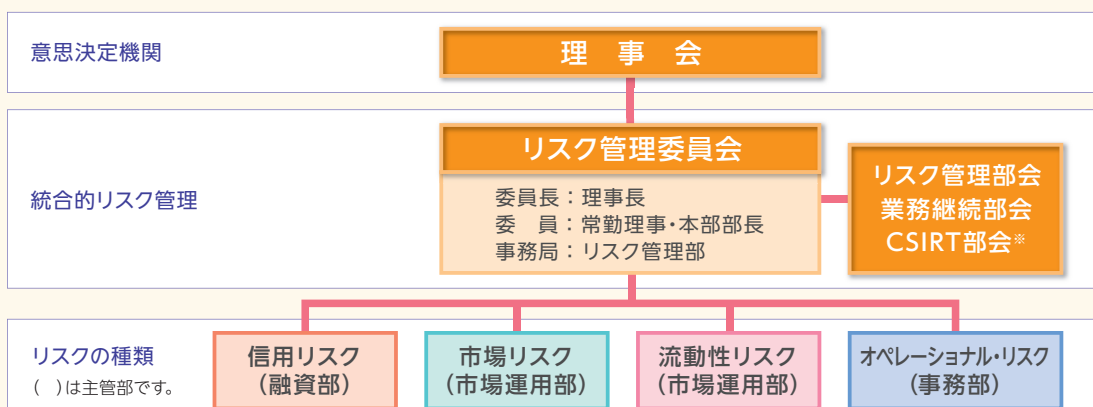 意思決定機関
理 事 会
統合的リスク管理
リスク管理委員会
委員長：理事長
委　員：常勤理事・本部部長
事務局：リスク管理部
リスク管理部会
業務継続部会
CSIRT部会※
リスクの種類
(　)は主管部です。
信用リスク
(融資部)
市場リスク
(市場運用部)
流動性リスク
(市場運用部)
オペレーショナル・リスク
(事務部)